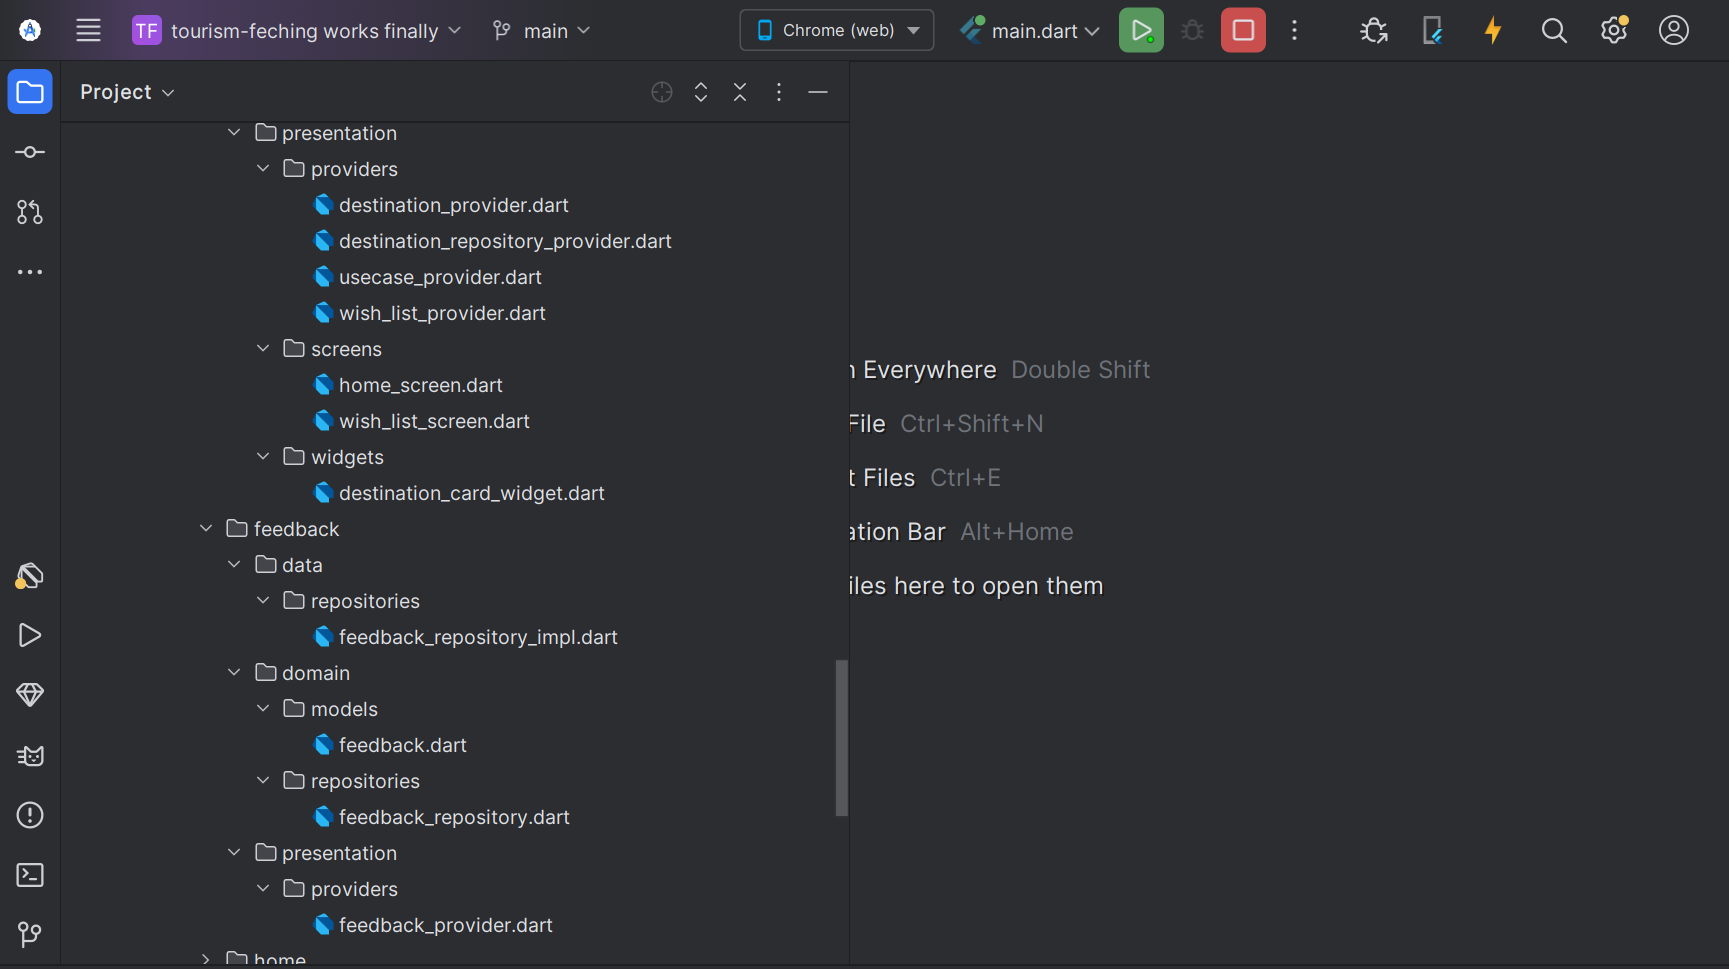 TF tourism-feching works finally main Chrome (web) main.dart
Project
presentation
providers
destination_provider.dart
destination_repository_provider.dart
usecase_provider.dart
wish_list_provider.dart
screens
home_screen.dart
wish_list_screen.dart
widgets
destination_card_widget.dart
feedback
data
repositories
feedback_repository_impl.dart
domain
models
feedback.dart
repositories
feedback_repository.dart
presentation
providers
feedback_provider.dart
home
Everywhere Double Shift
File Ctrl+Shift+N
t Files Ctrl+E
ation Bar Alt+Home
iles here to open them